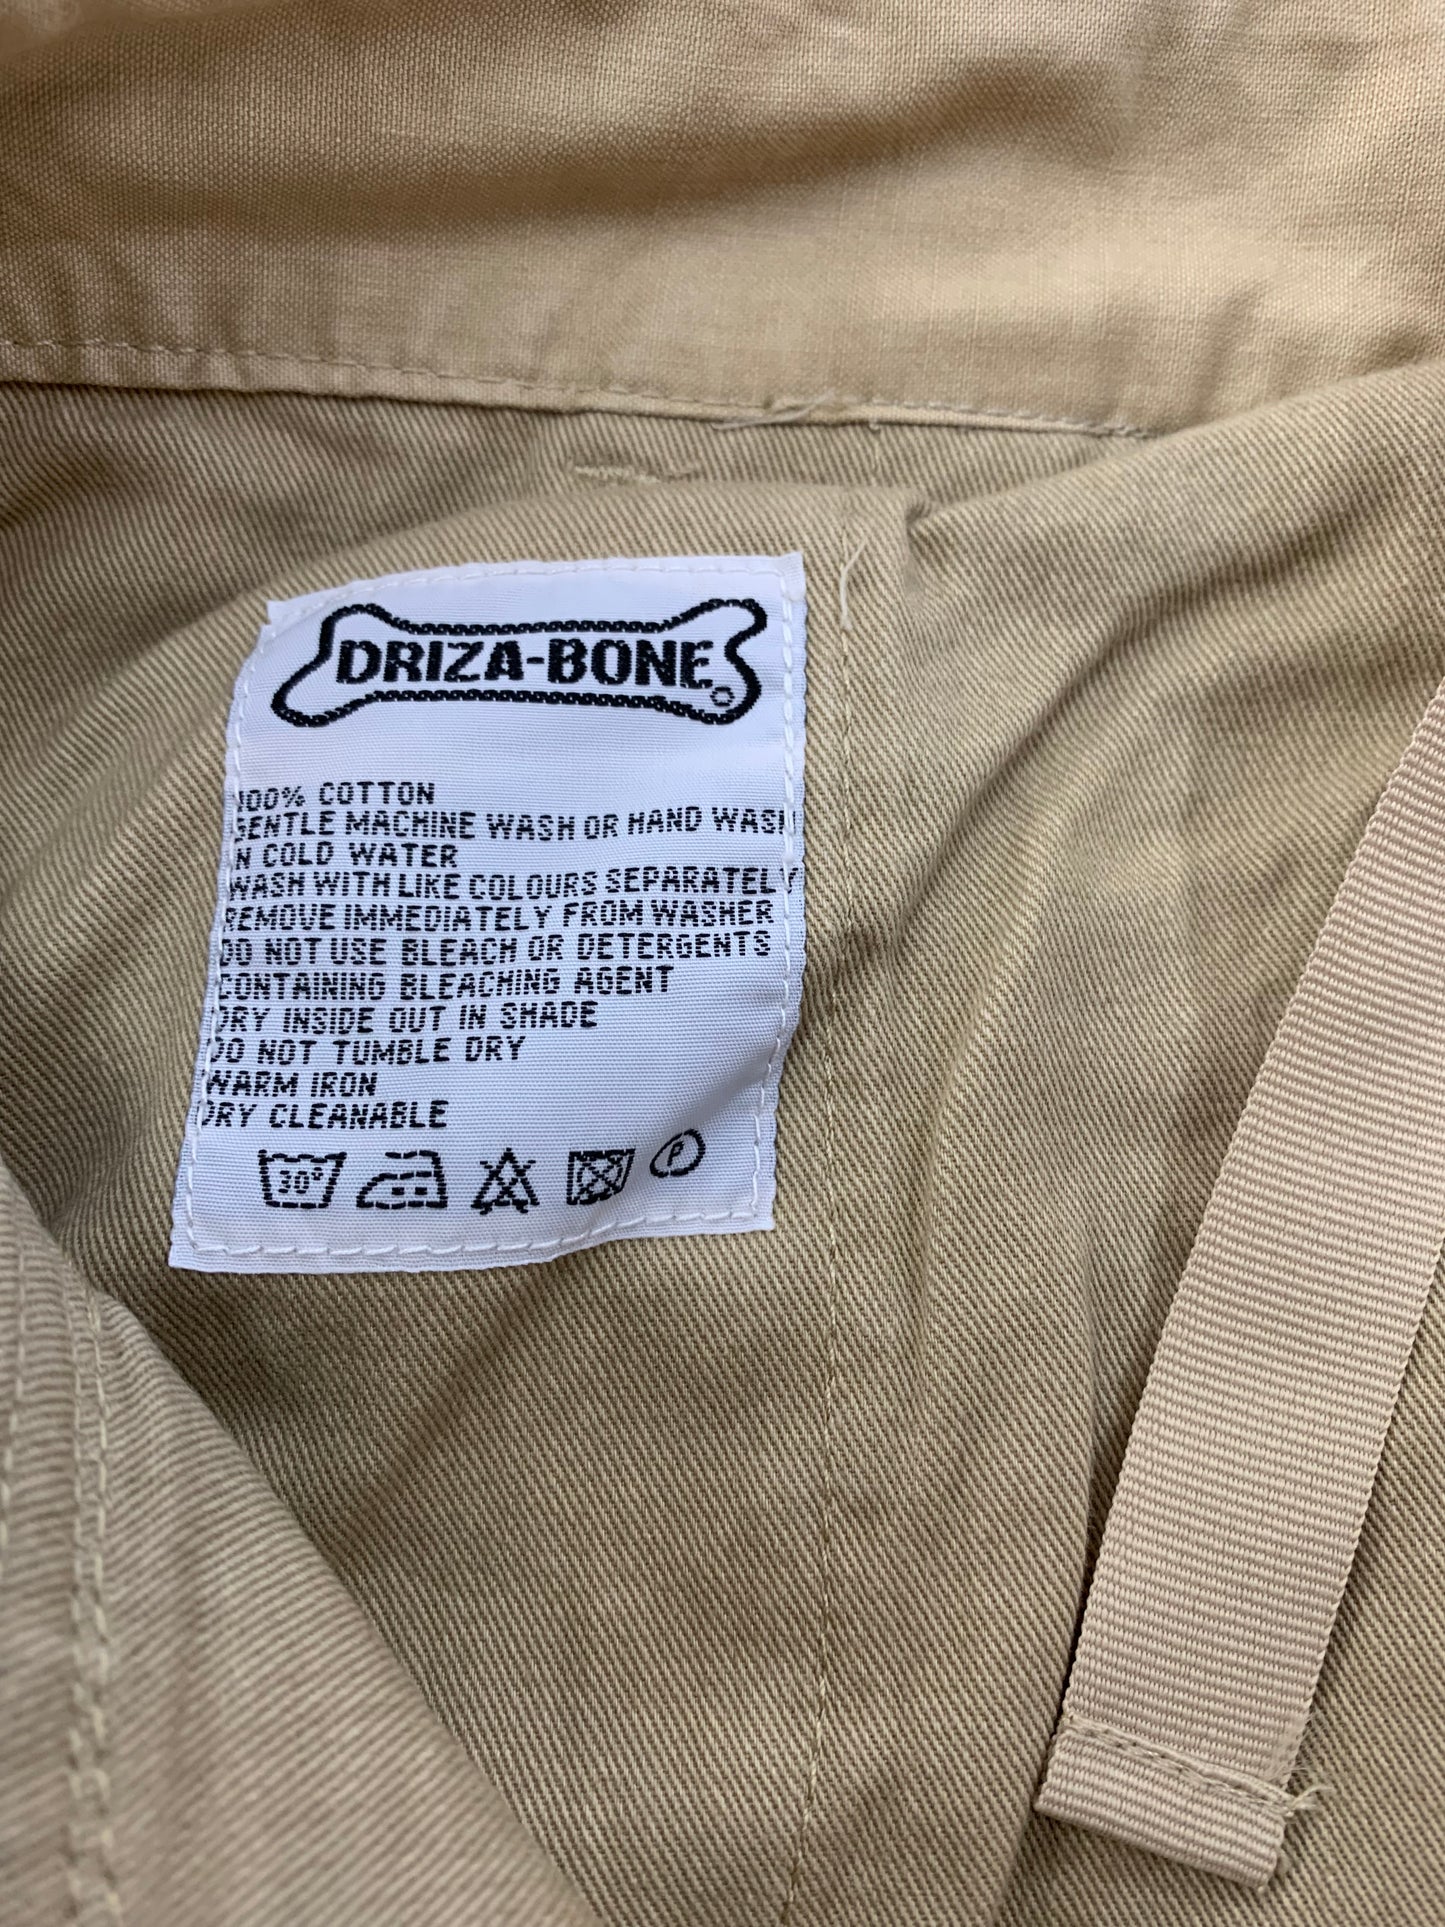 DRIZA-BONE
100% COTTON
GENTLE MACHINE WASH OR HAND WASH
IN COLD WATER
WASH WITH LIKE COLOURS SEPARATELY
REMOVE IMMEDIATELY FROM WASHER
DO NOT USE BLEACH OR DETERGENTS
CONTAINING BLEACHING AGENT
DRY INSIDE OUT IN SHADE
DO NOT TUMBLE DRY
WARM IRON
DRY CLEANABLE
30° P